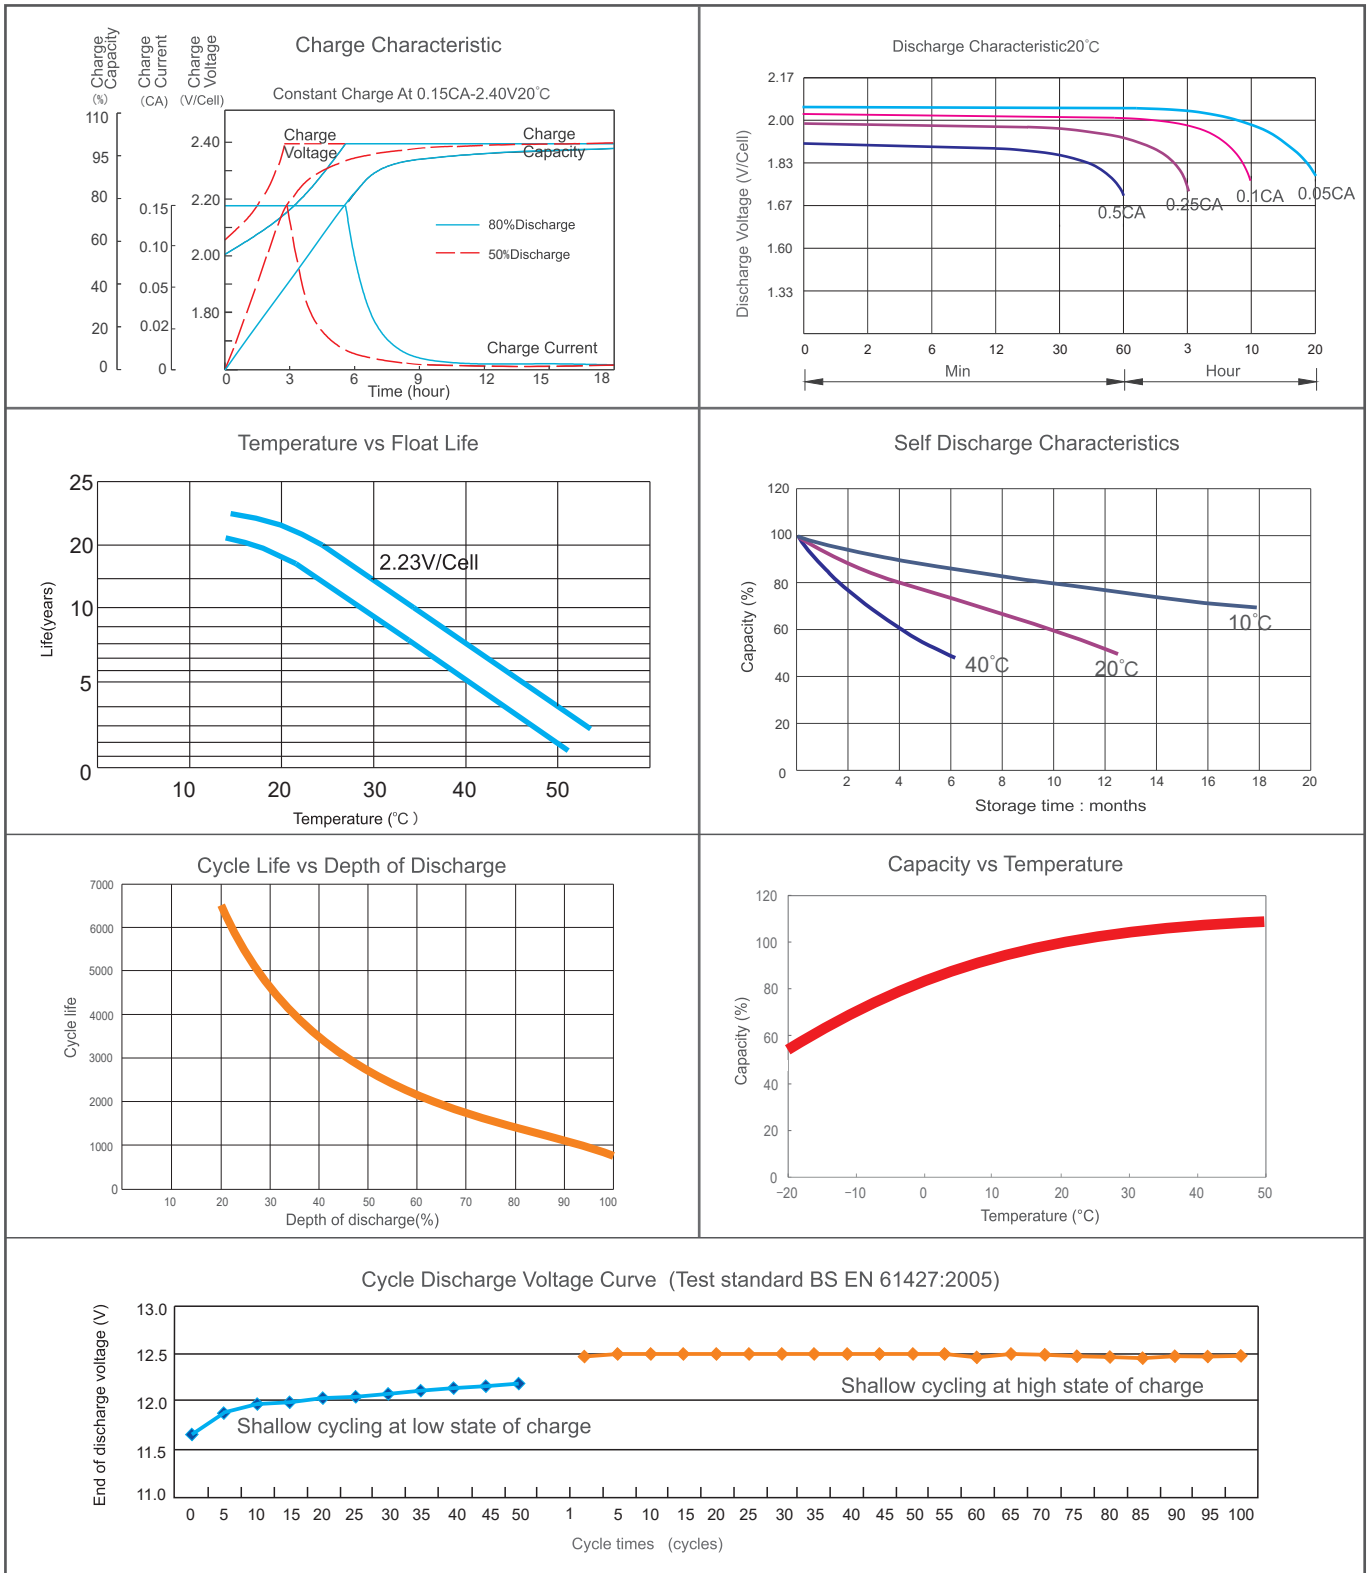 Charge Characteristic
Charge Capacity
(%)
Charge Current
(CA)
Charge Voltage
(V/Cell)
Constant Charge At 0.15CA-2.40V20°C
110
95
80
60
40
20
0
0.15
0.10
0.05
0.02
0
2.40
2.20
2.00
1.80
Charge
Voltage
Charge
Capacity
80%Discharge
50%Discharge
Charge Current
0 3 6 9 12 15 18
Time (hour)
Discharge Characteristic20°C
Discharge Voltage (V/Cell)
2.17
2.00
1.83
1.67
1.60
1.33
0.5CA
0.25CA
0.1CA
0.05CA
0 2 6 12 30 60 3 10 20
Min
Hour
Temperature vs Float Life
Life(years)
25
20
10
5
0
2.23V/Cell
10 20 30 40 50
Temperature (°C)
Self Discharge Characteristics
Capacity (%)
120
100
80
60
40
20
0
40°C
20°C
10°C
2 4 6 8 10 12 14 16 18 20
Storage time : months
Cycle Life vs Depth of Discharge
Cycle life
7000
6000
5000
4000
3000
2000
1000
0
10 20 30 40 50 60 70 80 90 100
Depth of discharge(%)
Capacity vs Temperature
Capacity (%)
120
100
80
60
40
20
0
−20 −10 0 10 20 30 40 50
Temperature (°C)
Cycle Discharge Voltage Curve (Test standard BS EN 61427:2005)
End of discharge voltage (V)
13.0
12.5
12.0
11.5
11.0
Shallow cycling at low state of charge
Shallow cycling at high state of charge
0 5 10 15 20 25 30 35 40 45 50 1 5 10 15 20 25 30 35 40 45 50 55 60 65 70 75 80 85 90 95 100
Cycle times (cycles)